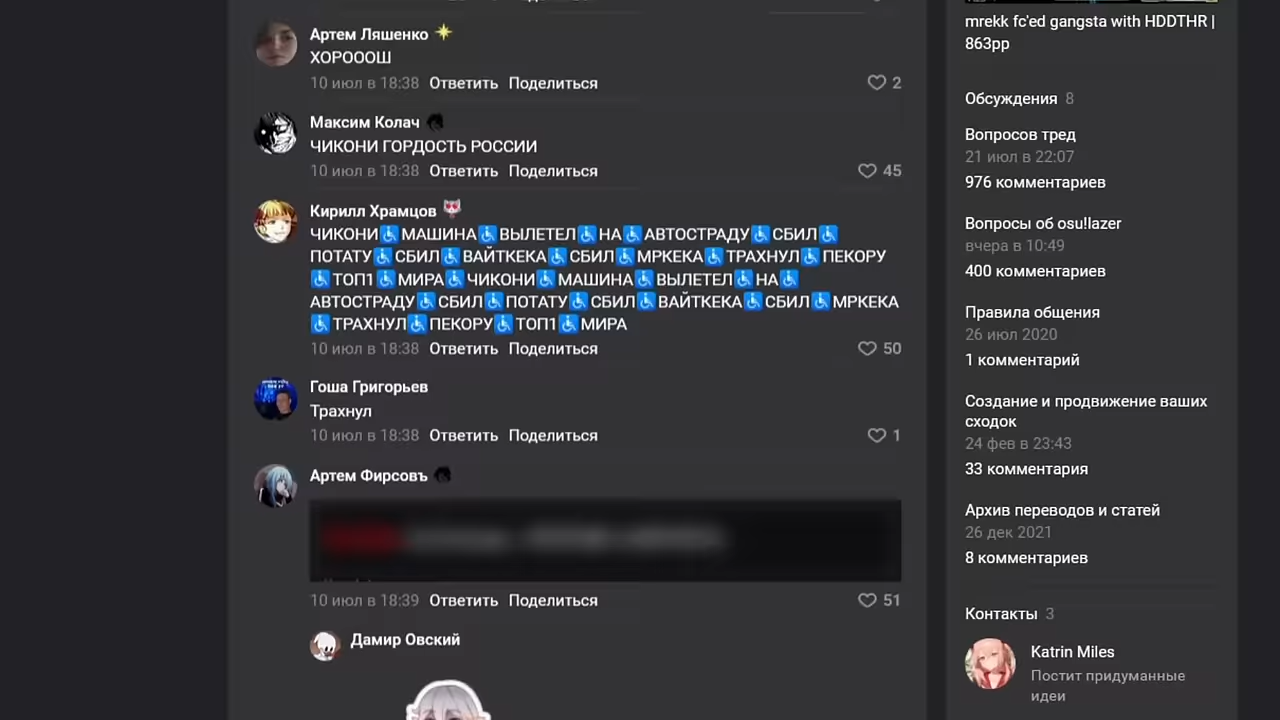 Артем Ляшенко
ХОРОООШ
10 июл в 18:38 Ответить Поделиться 2
Максим Колач
ЧИКОНИ ГОРДОСТЬ РОССИИ
10 июл в 18:38 Ответить Поделиться 45
Кирилл Храмцов
ЧИКОНИ♿МАШИНА♿ВЫЛЕТЕЛ♿НА♿АВТОСТРАДУ♿СБИЛ♿
ПОТАТУ♿СБИЛ♿ВАЙТКЕКА♿СБИЛ♿МРКЕКА♿ТРАХНУЛ♿ПЕКОРУ
♿ТОП1♿МИРА♿ЧИКОНИ♿МАШИНА♿ВЫЛЕТЕЛ♿НА♿
АВТОСТРАДУ♿СБИЛ♿ПОТАТУ♿СБИЛ♿ВАЙТКЕКА♿СБИЛ♿МРКЕКА
♿ТРАХНУЛ♿ПЕКОРУ♿ТОП1♿МИРА
10 июл в 18:38 Ответить Поделиться 50
Гоша Григорьев
Трахнул
10 июл в 18:38 Ответить Поделиться 1
Артем Фирсовъ
10 июл в 18:39 Ответить Поделиться 51
Дамир Овский
mrekk fc'ed gangsta with HDDTHR |
863pp
Обсуждения 8
Вопросов тред
21 июл в 22:07
976 комментариев
Вопросы об osu!lazer
вчера в 10:49
400 комментариев
Правила общения
26 июл 2020
1 комментарий
Создание и продвижение ваших
сходок
24 фев в 23:43
33 комментария
Архив переводов и статей
26 дек 2021
8 комментариев
Контакты 3
Katrin Miles
Постит придуманные
идеи